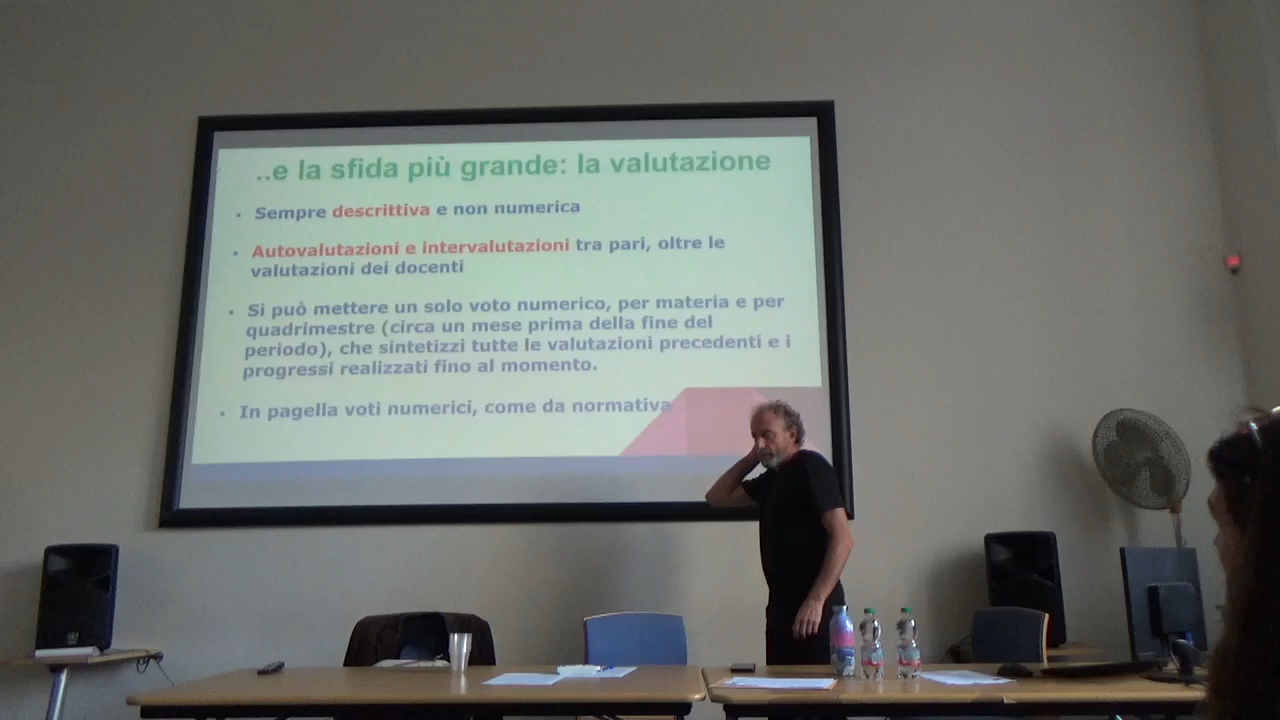 ..e la sfida più grande: la valutazione
• Sempre descrittiva e non numerica
• Autovalutazioni e intervalutazioni tra pari, oltre le
valutazioni dei docenti
• Si può mettere un solo voto numerico, per materia e per
quadrimestre (circa un mese prima della fine del
periodo), che sintetizzi tutte le valutazioni precedenti e i
progressi realizzati fino al momento.
• In pagella voti numerici, come da normativa